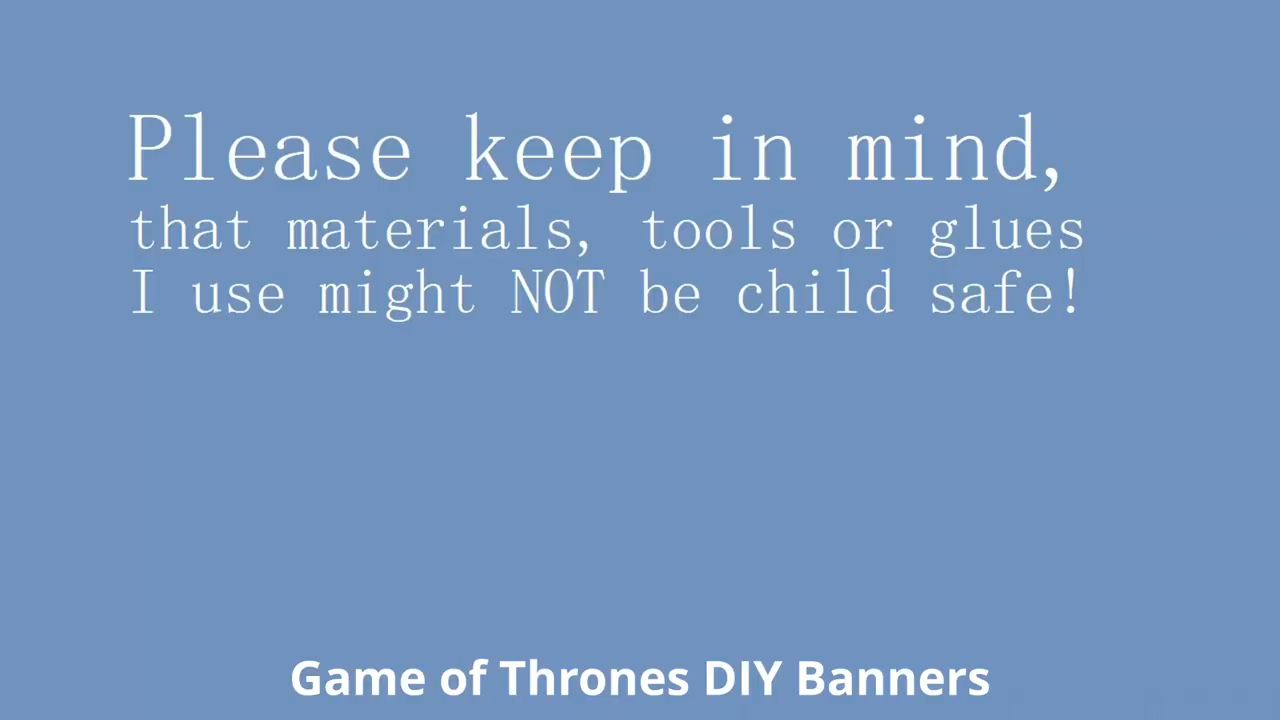 Please keep in mind,
that materials, tools or glues
I use might NOT be child safe!
Game of Thrones DIY Banners